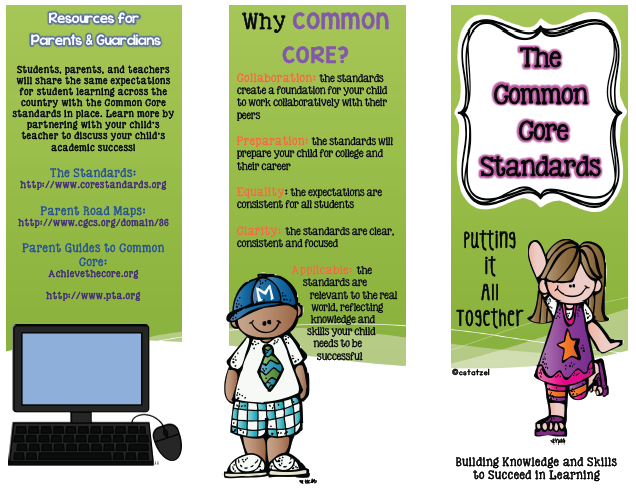 Resources for
Parents & Guardians
Students, parents, and teachers
will share the same expectations
for student learning across the
country with the Common Core
standards in place. Learn more by
partnering with your child's
teacher to discuss your child's
academic success!
The Standards:
http://www.corestandards.org
Parent Road Maps:
http://www.cgcs.org/domain/86
Parent Guides to Common
Core:
Achievethecore.org
http://www.pta.org
Why COMMON
CORE?
Collaboration: the standards
create a foundation for your child
to work collaboratively with their
peers
Preparation: the standards will
prepare your child for college and
their career
Equality: the expectations are
consistent for all students
Clarity: the standards are clear,
consistent and focused
Applicable: the
standards are
relevant to the real
world, reflecting
knowledge and
skills your child
needs to be
successful
M
The
Common
Core
Standards
Putting
it
All
Together
©cstatzel
Building Knowledge and Skills
to Succeed in Learning